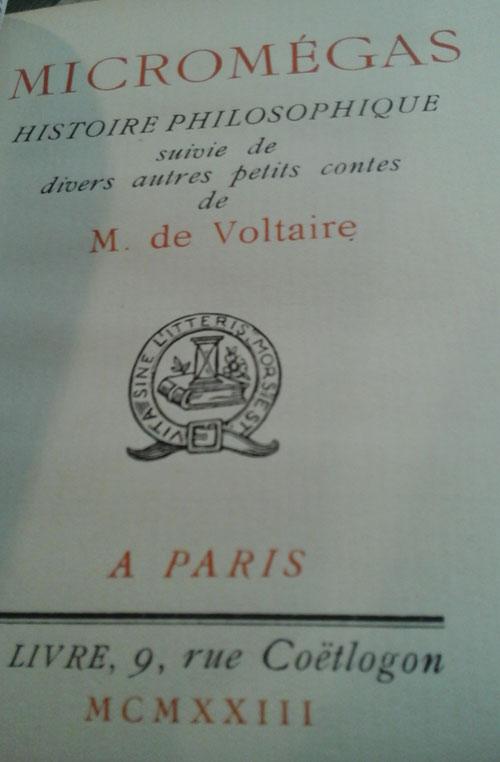 MICROMÉGAS
HISTOIRE PHILOSOPHIQUE
suivie de
divers autres petits contes
de
M. de Voltaire
VITA SINE LITTERIS MORS EST
A PARIS
LIVRE, 9, rue Coëtlogon
MCMXXIII